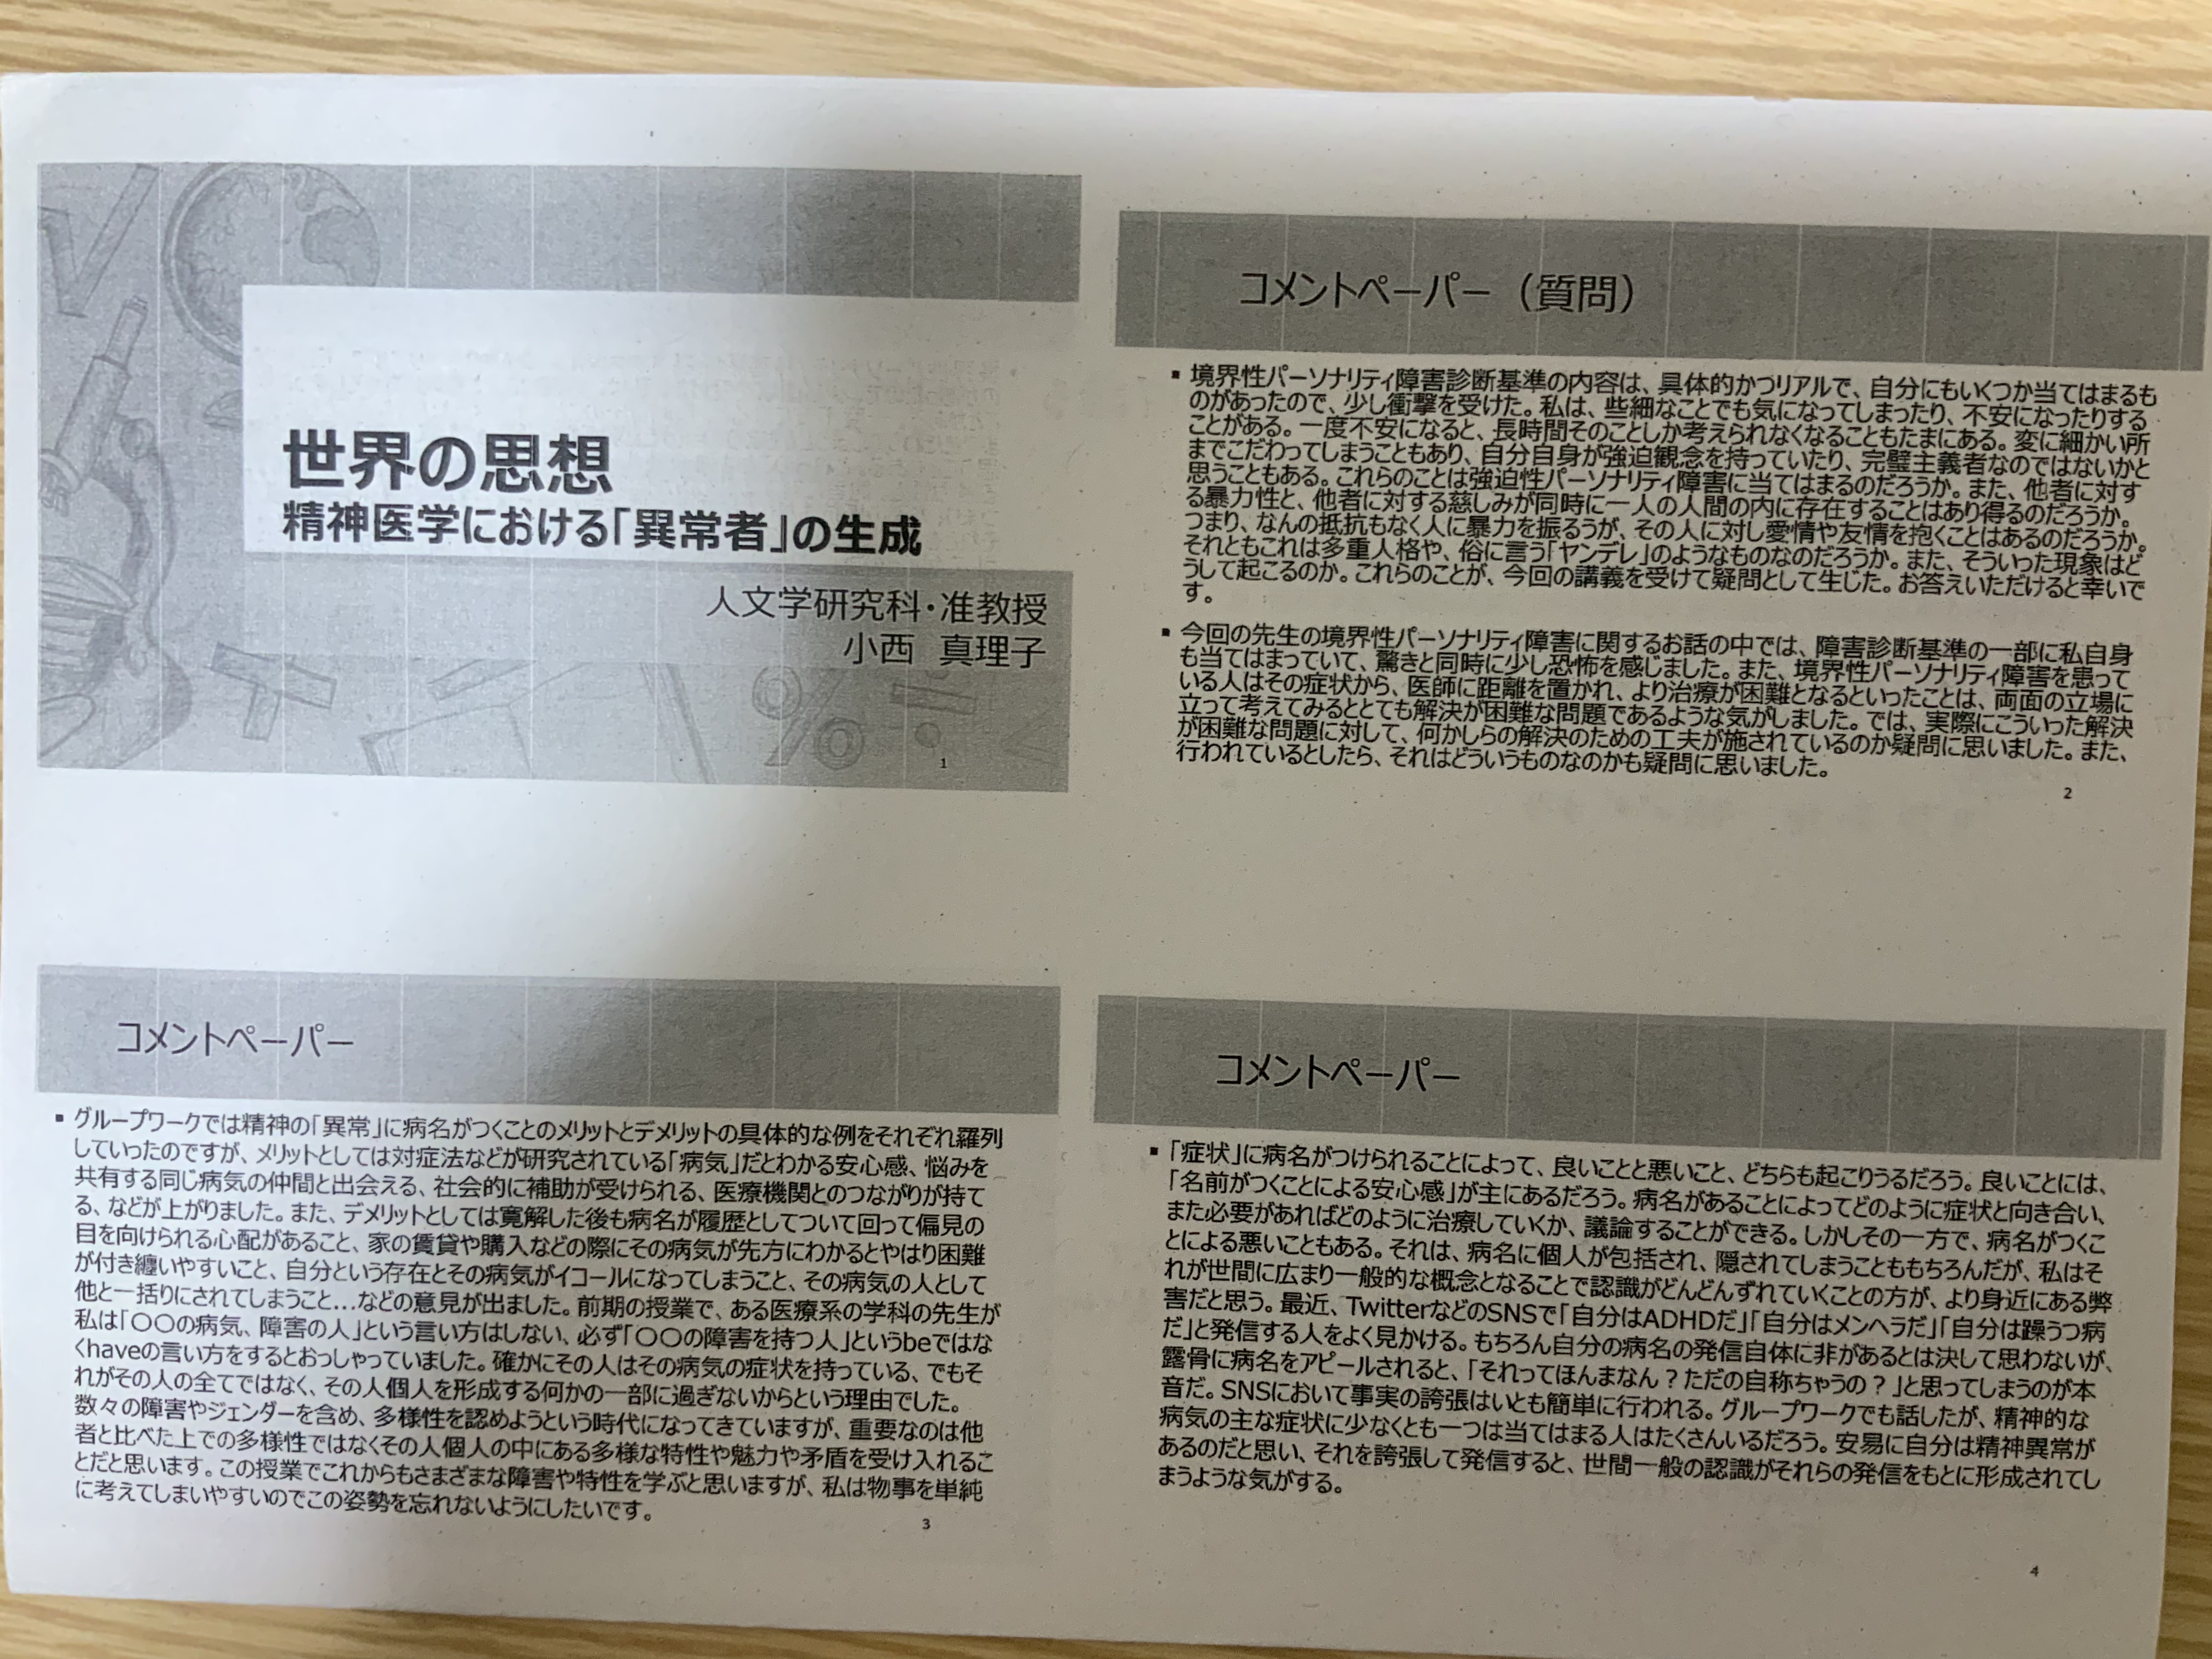 世界の思想
精神医学における「異常者」の生成
人文学研究科・准教授
小西 真理子
1
コメントペーパー（質問）
▪ 境界性パーソナリティ障害診断基準の内容は、具体的かつリアルで、自分にもいくつか当てはまるも
のがあったので、少し衝撃を受けた。私は、些細なことでも気になってしまったり、不安になったりする
ことがある。一度不安になると、長時間そのことしか考えられなくなることもたまにある。変に細かい所
までこだわってしまうこともあり、自分自身が強迫観念を持っていたり、完璧主義者なのではないかと
思うこともある。これらのことは強迫性パーソナリティ障害に当てはまるのだろうか。また、他者に対す
る暴力性と、他者に対する慈しみが同時に一人の人間の内に存在することはあり得るのだろうか。
つまり、なんの抵抗もなく人に暴力を振るうが、その人に対し愛情や友情を抱くことはあるのだろうか。
それともこれは多重人格や、俗に言う「ヤンデレ」のようなものなのだろうか。また、そういった現象はど
うして起こるのか。これらのことが、今回の講義を受けて疑問として生じた。お答えいただけると幸いで
す。
▪ 今回の先生の境界性パーソナリティ障害に関するお話の中では、障害診断基準の一部に私自身
も当てはまっていて、驚きと同時に少し恐怖を感じました。また、境界性パーソナリティ障害を患って
いる人はその症状から、医師に距離を置かれ、より治療が困難となるといったことは、両面の立場に
立って考えてみるととても解決が困難な問題であるような気がしました。では、実際にこういった解決
が困難な問題に対して、何かしらの解決のための工夫が施されているのか疑問に思いました。また、
行われているとしたら、それはどういうものなのかも疑問に思いました。
2
コメントペーパー
▪ グループワークでは精神の「異常」に病名がつくことのメリットとデメリットの具体的な例をそれぞれ羅列
していったのですが、メリットとしては対症法などが研究されている「病気」だとわかる安心感、悩みを
共有する同じ病気の仲間と出会える、社会的に補助が受けられる、医療機関とのつながりが持て
る、などが上がりました。また、デメリットとしては寛解した後も病名が履歴としてついて回って偏見の
目を向けられる心配があること、家の賃貸や購入などの際にその病気が先方にわかるとやはり困難
が付き纏いやすいこと、自分という存在とその病気がイコールになってしまうこと、その病気の人として
他と一括りにされてしまうこと…などの意見が出ました。前期の授業で、ある医療系の学科の先生が
私は「〇〇の病気、障害の人」という言い方はしない、必ず「〇〇の障害を持つ人」というbeではな
くhaveの言い方をするとおっしゃっていました。確かにその人はその病気の症状を持っている、でもそ
れがその人の全てではなく、その人個人を形成する何かの一部に過ぎないからという理由でした。
数々の障害やジェンダーを含め、多様性を認めようという時代になってきていますが、重要なのは他
者と比べた上での多様性ではなくその人個人の中にある多様な特性や魅力や矛盾を受け入れるこ
とだと思います。この授業でこれからもさまざまな障害や特性を学ぶと思いますが、私は物事を単純
に考えてしまいやすいのでこの姿勢を忘れないようにしたいです。
3
コメントペーパー
▪ 「症状」に病名がつけられることによって、良いことと悪いこと、どちらも起こりうるだろう。良いことには、
「名前がつくことによる安心感」が主にあるだろう。病名があることによってどのように症状と向き合い、
また必要があればどのように治療していくか、議論することができる。しかしその一方で、病名がつくこ
とによる悪いこともある。それは、病名に個人が包括され、隠されてしまうことももちろんだが、私はそ
れが世間に広まり一般的な概念となることで認識がどんどんずれていくことの方が、より身近にある弊
害だと思う。最近、TwitterなどのSNSで「自分はADHDだ」「自分はメンヘラだ」「自分は躁うつ病
だ」と発信する人をよく見かける。もちろん自分の病名の発信自体に非があるとは決して思わないが、
露骨に病名をアピールされると、「それってほんまなん？ただの自称ちゃうの？」と思ってしまうのが本
音だ。SNSにおいて事実の誇張はいとも簡単に行われる。グループワークでも話したが、精神的な
病気の主な症状に少なくとも一つは当てはまる人はたくさんいるだろう。安易に自分は精神異常が
あるのだと思い、それを誇張して発信すると、世間一般の認識がそれらの発信をもとに形成されてし
まうような気がする。
4